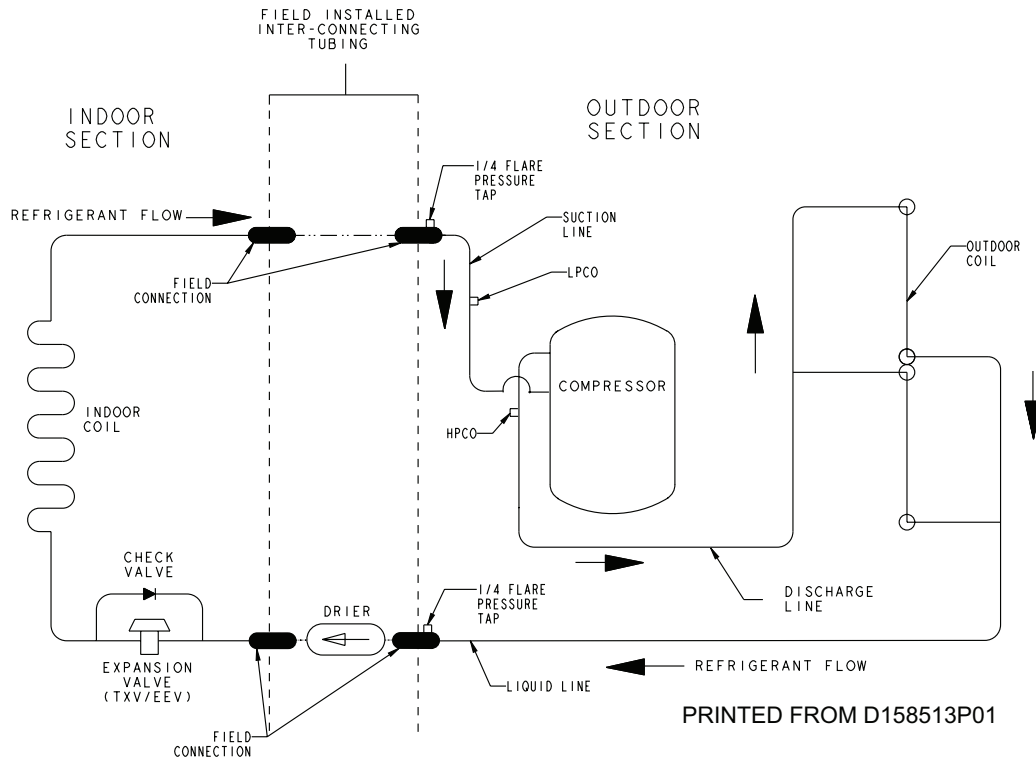 FIELD INSTALLED
INTER-CONNECTING
TUBING
INDOOR
SECTION
OUTDOOR
SECTION
1/4 FLARE
PRESSURE
TAP
REFRIGERANT FLOW
SUCTION
LINE
OUTDOOR
COIL
FIELD
CONNECTION
LPCO
COMPRESSOR
INDOOR
COIL
HPCO
CHECK
VALVE
DRIER
1/4 FLARE
PRESSURE
TAP
DISCHARGE
LINE
EXPANSION
VALVE
(TXV/EEV)
LIQUID LINE
REFRIGERANT FLOW
PRINTED FROM D158513P01
FIELD
CONNECTION